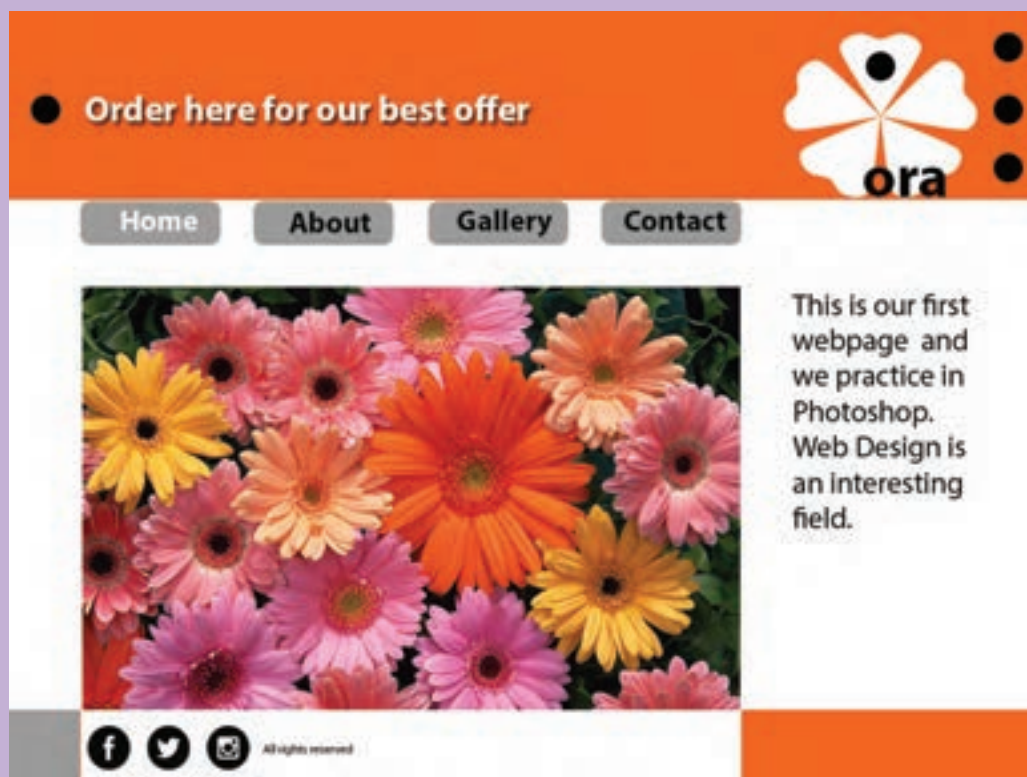 Order here for our best offer
ora
Home About Gallery Contact
This is our first
webpage and
we practice in
Photoshop.
Web Design is
an interesting
field.
All rights reserved